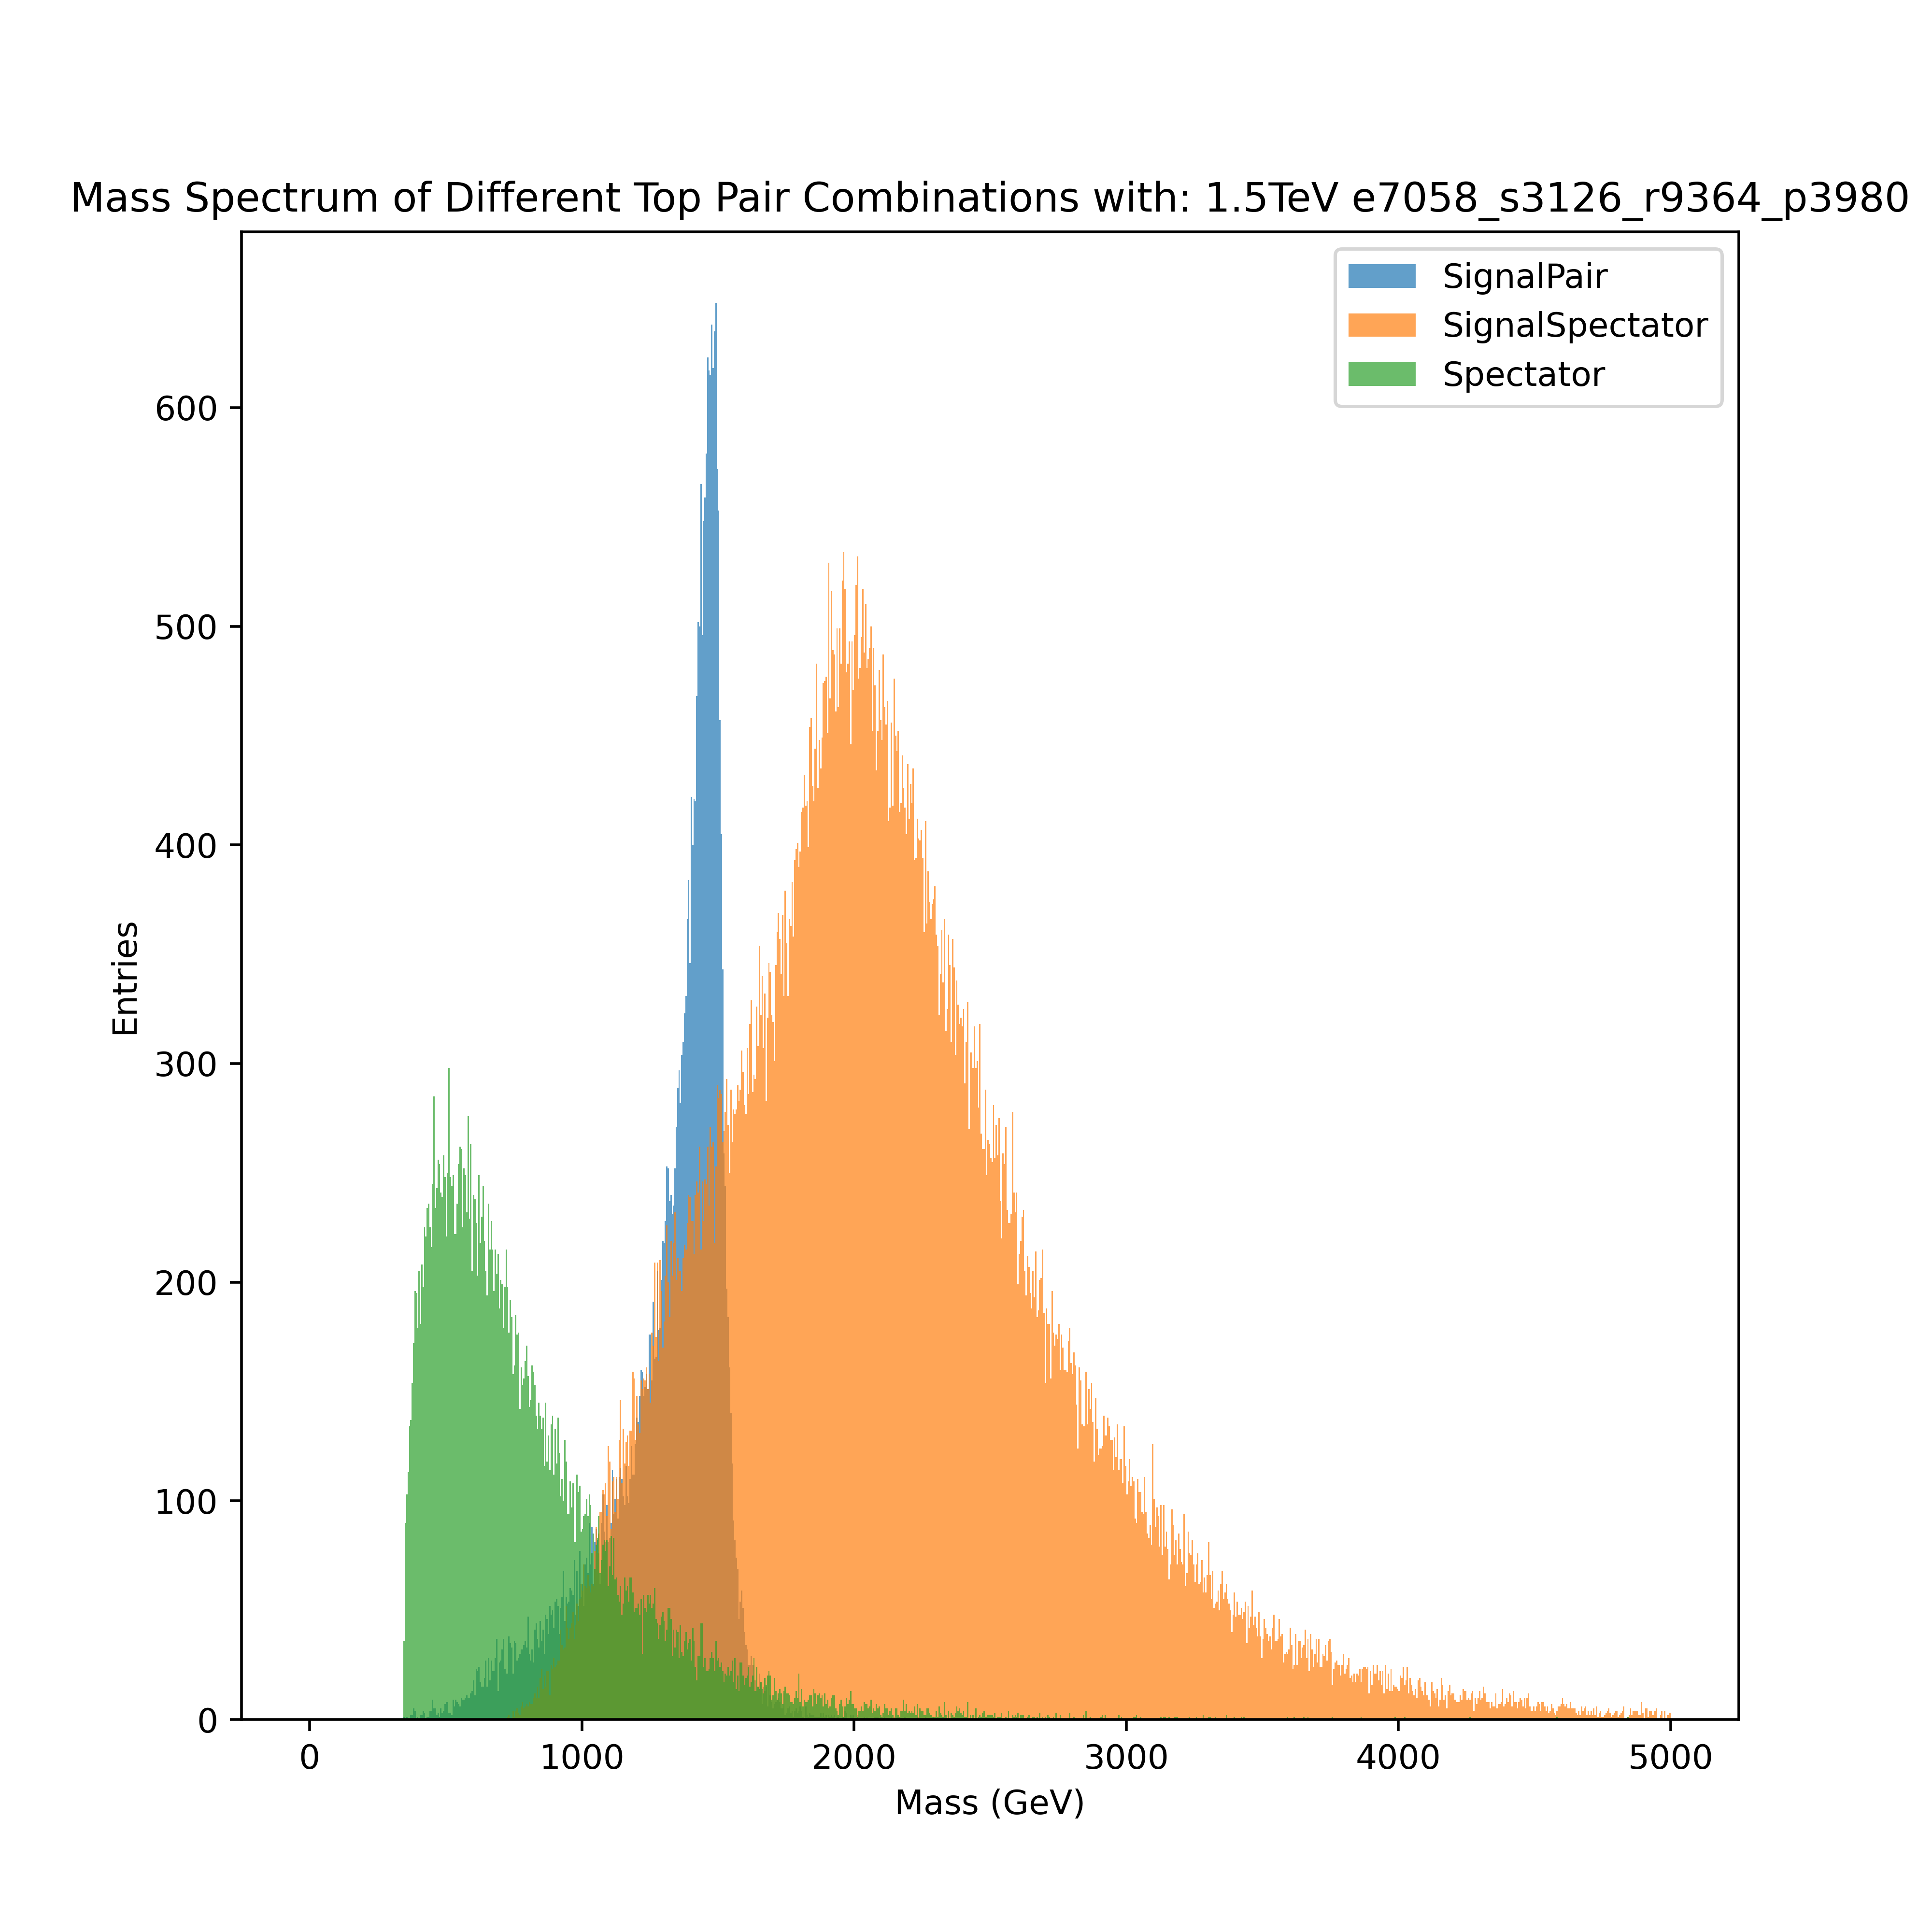 Mass Spectrum of Different Top Pair Combinations with: 1.5TeV e7058_s3126_r9364_p3980
SignalPair
SignalSpectator
Spectator
600
500
400
300
200
100
0
Entries
0 1000 2000 3000 4000 5000
Mass (GeV)